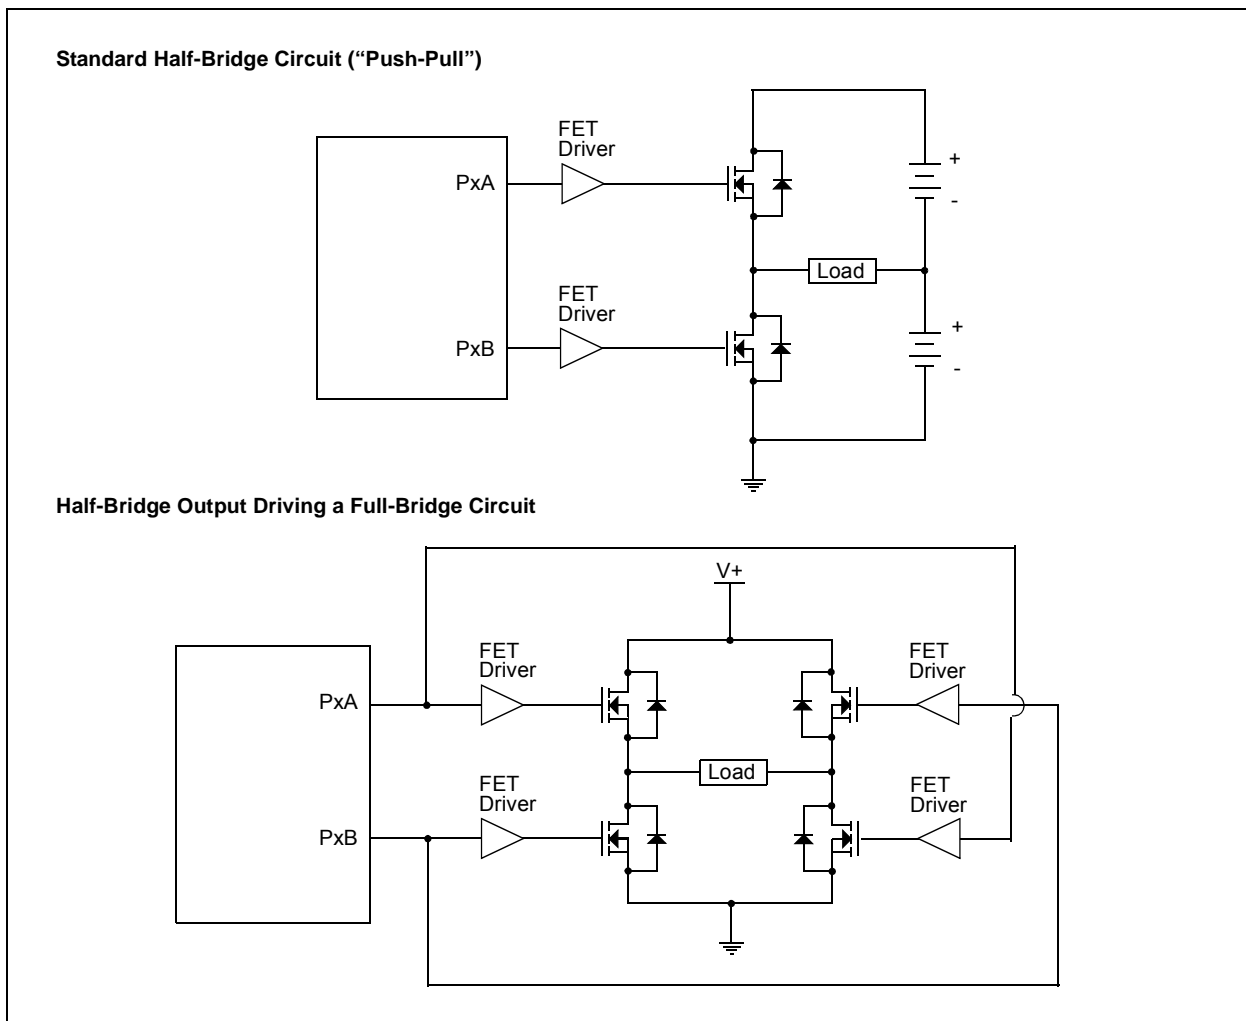 Standard Half-Bridge Circuit (“Push-Pull”)
FET
Driver
PxA
+
-
Load
FET
Driver
PxB
+
-
Half-Bridge Output Driving a Full-Bridge Circuit
V+
FET
Driver
FET
Driver
PxA
Load
FET
Driver
FET
Driver
PxB